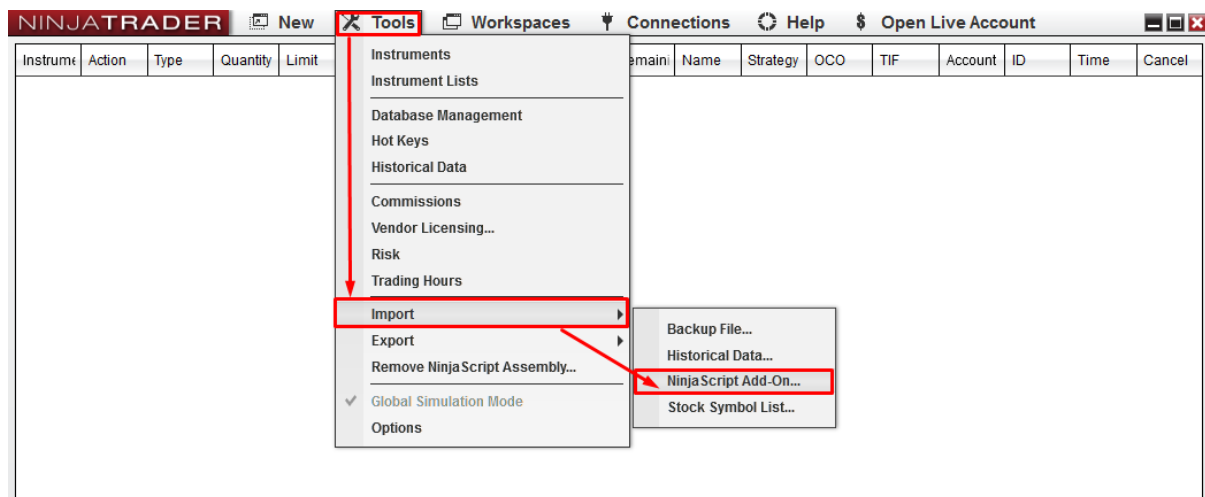 NINJATRADER New Tools Workspaces Connections Help $ Open Live Account
Instrume Action Type Quantity Limit emaini Name Strategy OCO TIF Account ID Time Cancel
Instruments
Instrument Lists
Database Management
Hot Keys
Historical Data
Commissions
Vendor Licensing...
Risk
Trading Hours
Import
Export
Remove NinjaScript Assembly...
Global Simulation Mode
Options
Backup File...
Historical Data...
NinjaScript Add-On...
Stock Symbol List...